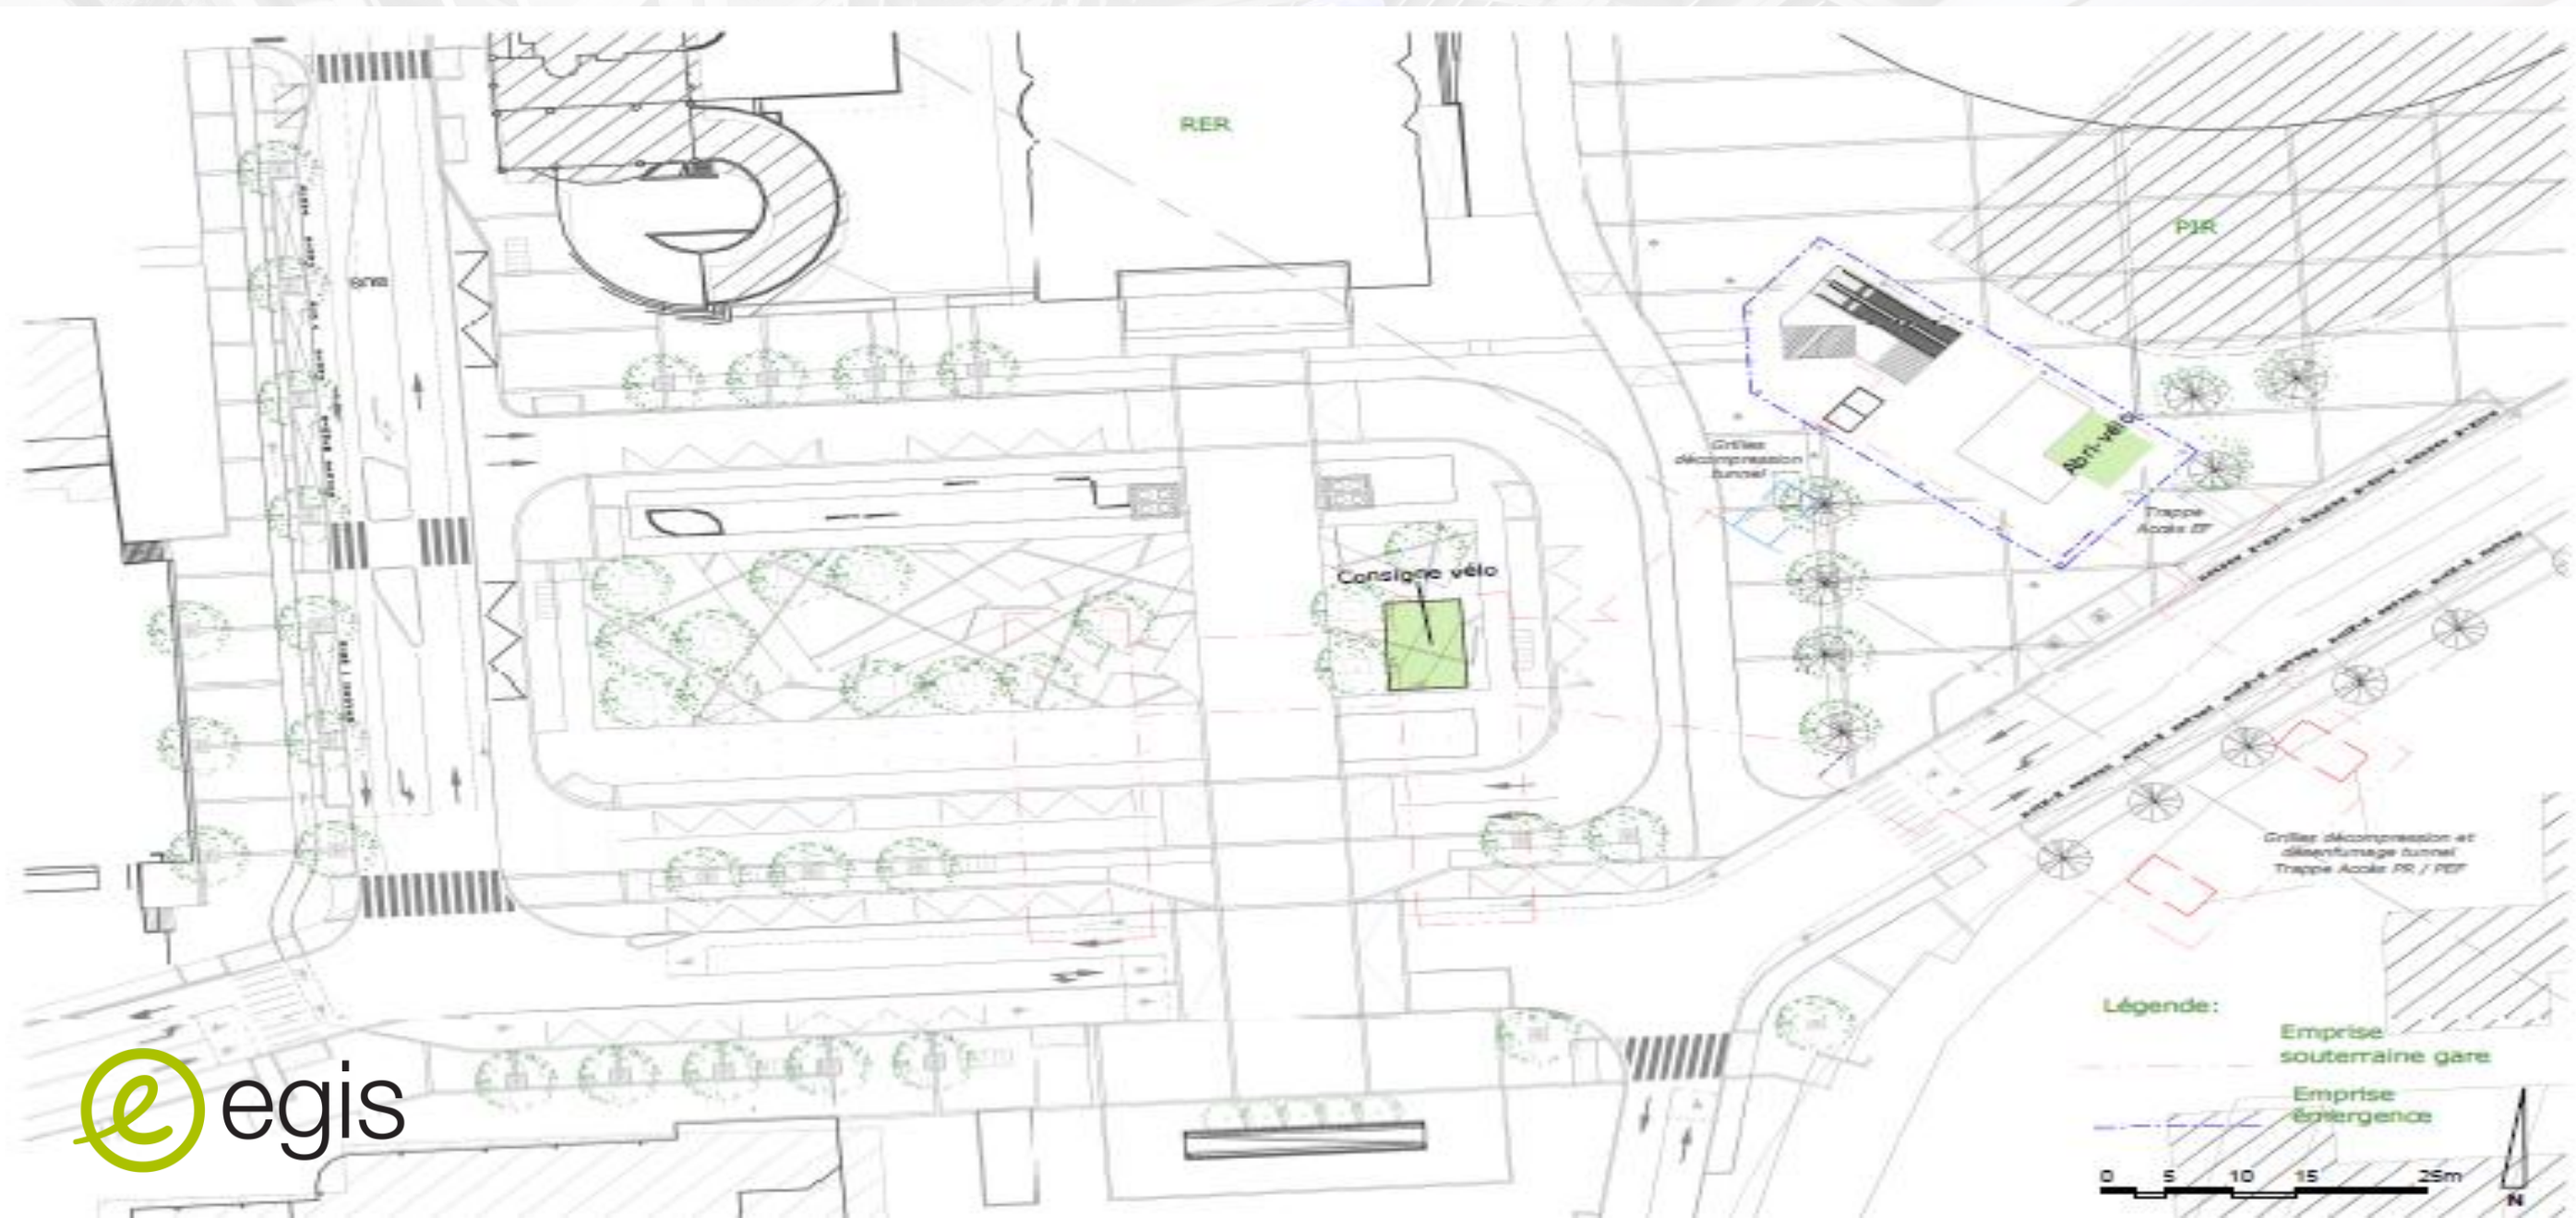 RER
PIR
BUS
Abri-vélo
Grilles
décompression
tunnel
Trappe
Accès EF
Consigne vélo
Grilles décompression et
désenfumage tunnel
Trappe Accès PR / PEF
Légende:
Emprise
souterraine gare
Emprise
émergence
0 5 10 15 25m
N
egis